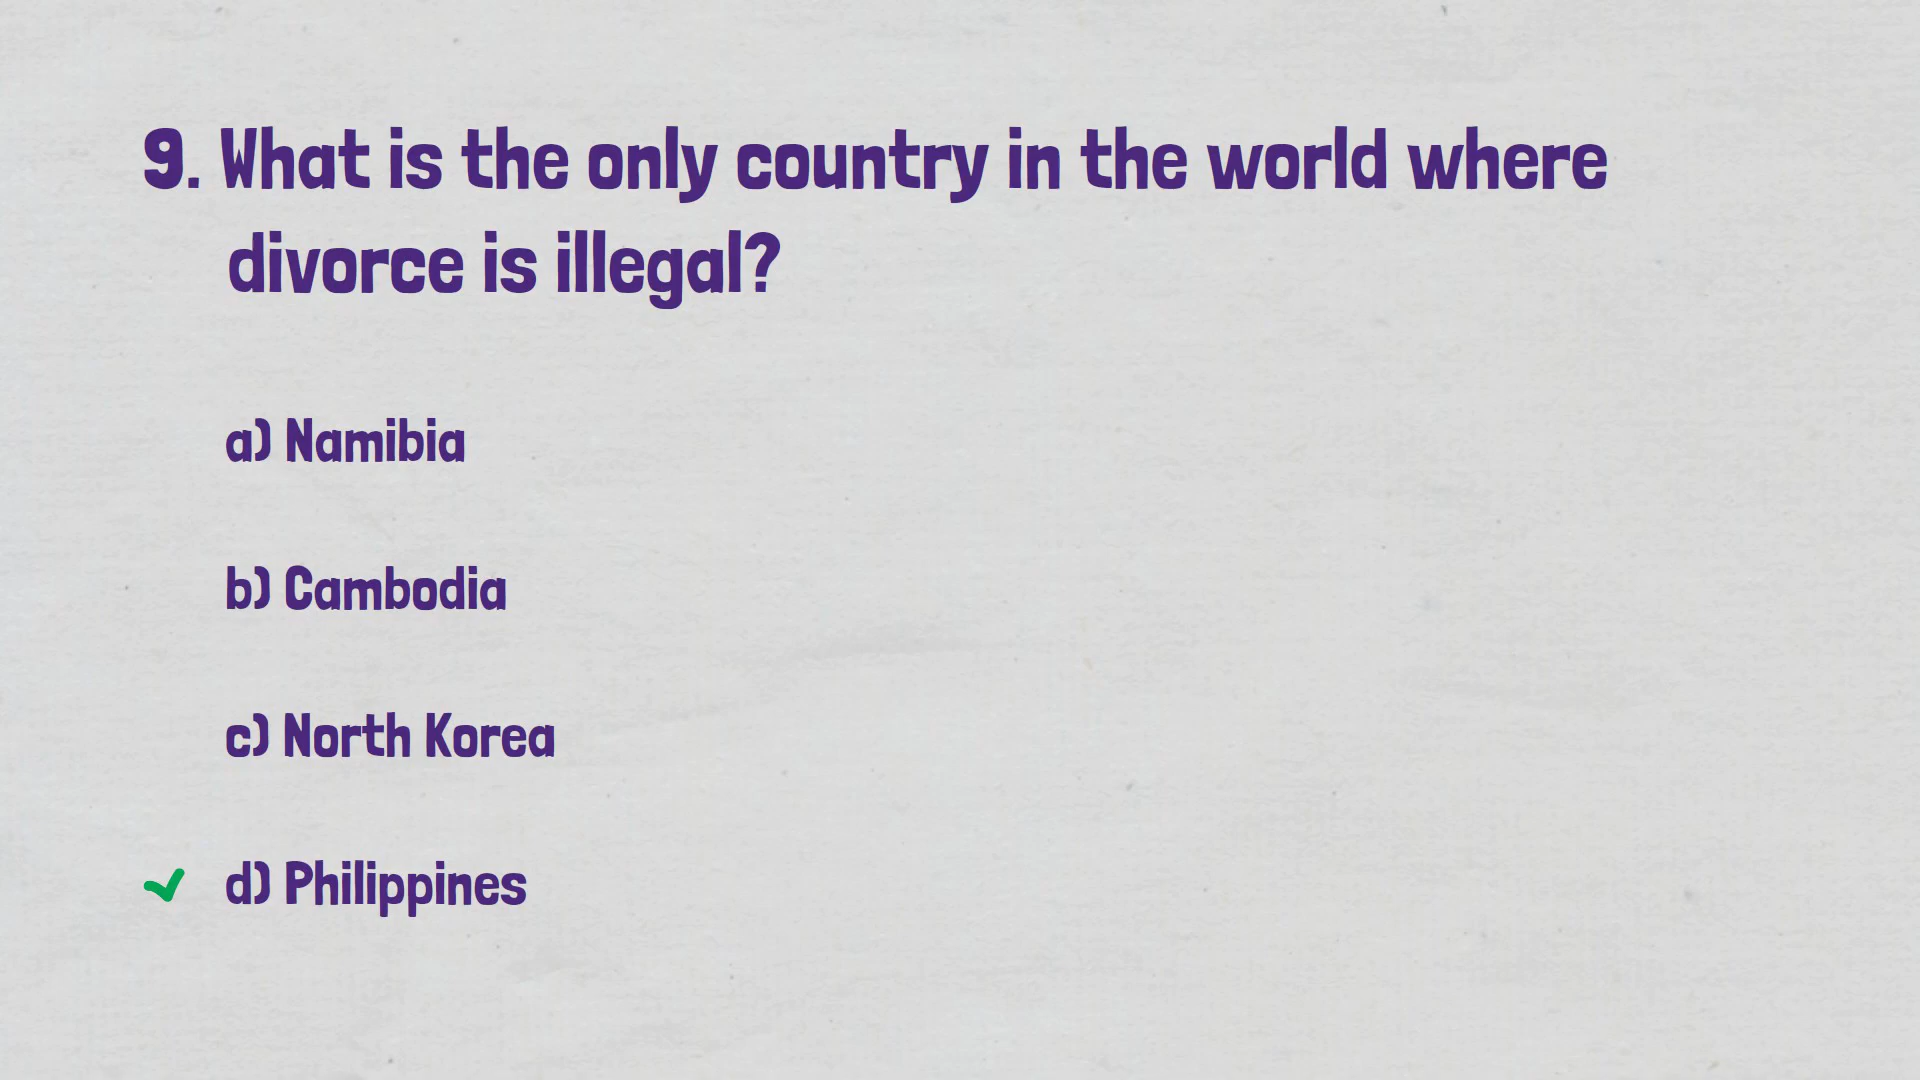 9. What is the only country in the world where
divorce is illegal?
a) Namibia
b) Cambodia
c) North Korea
d) Philippines